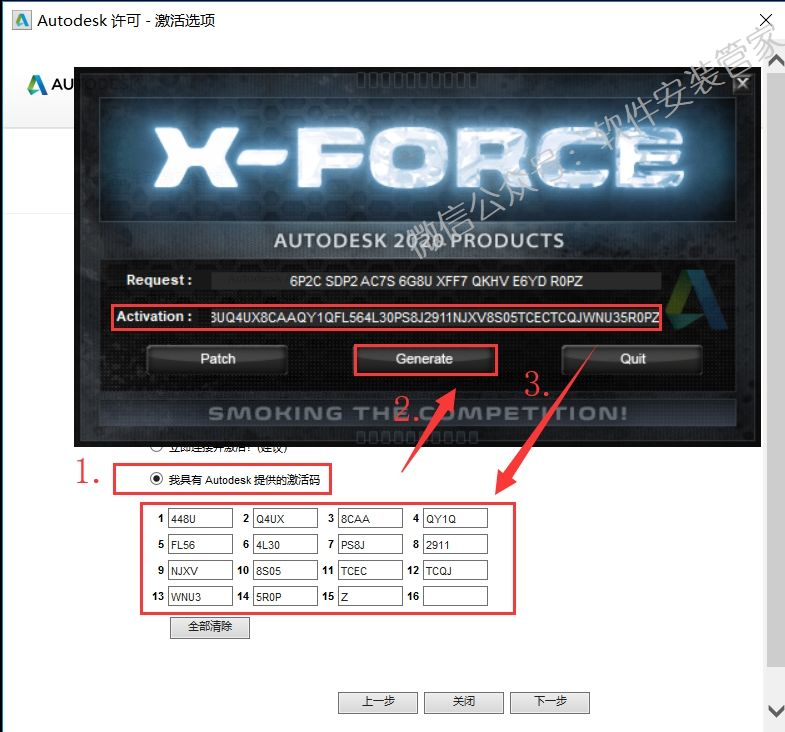 Autodesk 许可 - 激活选项
AUTODESK
X-FORCE
AUTODESK 2020 PRODUCTS
Request : 6P2C SDP2 AC7S 6G8U XFF7 QKHV E6YD R0PZ
Activation : 3UQ4UX8CAAQY1QFL564L30PS8J2911NJXV8S05TCECTCQJWNU35R0PZ
Patch Generate Quit
2. 3.
SMOKING THE COMPETITION!
立即连接并激活! (建议)
1. 我具有 Autodesk 提供的激活码
1 448U 2 Q4UX 3 8CAA 4 QY1Q
5 FL56 6 4L30 7 PS8J 8 2911
9 NJXV 10 8S05 11 TCEC 12 TCQJ
13 WNU3 14 5R0P 15 Z 16
全部清除
上一步 关闭 下一步
微信公众号：软件安装管家